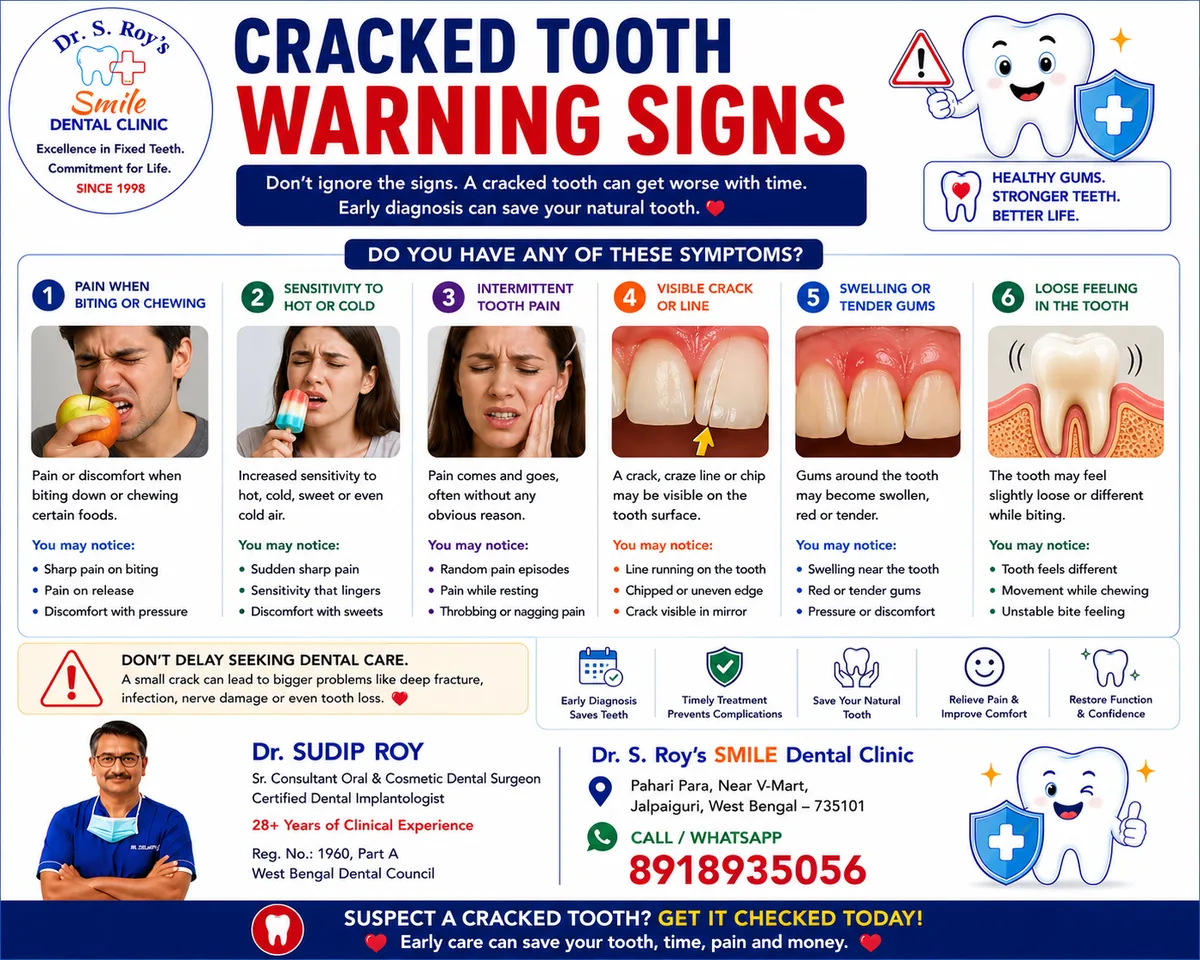 Dr. S. Roy's
Smile
DENTAL CLINIC
Excellence in Fixed Teeth.
Commitment for Life.
SINCE 1998
CRACKED TOOTH
WARNING SIGNS
Don't ignore the signs. A cracked tooth can get worse with time.
Early diagnosis can save your natural tooth.
HEALTHY GUMS.
STRONGER TEETH.
BETTER LIFE.
DO YOU HAVE ANY OF THESE SYMPTOMS?
1 PAIN WHEN
BITING OR CHEWING
Pain or discomfort when
biting down or chewing
certain foods.
You may notice:
• Sharp pain on biting
• Pain on release
• Discomfort with pressure
2 SENSITIVITY TO
HOT OR COLD
Increased sensitivity to
hot, cold, sweet or even
cold air.
You may notice:
• Sudden sharp pain
• Sensitivity that lingers
• Discomfort with sweets
3 INTERMITTENT
TOOTH PAIN
Pain comes and goes,
often without any
obvious reason.
You may notice:
• Random pain episodes
• Pain while resting
• Throbbing or nagging pain
4 VISIBLE CRACK
OR LINE
A crack, craze line or chip
may be visible on the
tooth surface.
You may notice:
• Line running on the tooth
• Chipped or uneven edge
• Crack visible in mirror
5 SWELLING OR
TENDER GUMS
Gums around the tooth
may become swollen,
red or tender.
You may notice:
• Swelling near the tooth
• Red or tender gums
• Pressure or discomfort
6 LOOSE FEELING
IN THE TOOTH
The tooth may feel
slightly loose or different
while biting.
You may notice:
• Tooth feels different
• Movement while chewing
• Unstable bite feeling
DON'T DELAY SEEKING DENTAL CARE.
A small crack can lead to bigger problems like deep fracture,
infection, nerve damage or even tooth loss.
Early Diagnosis
Saves Teeth
Timely Treatment
Prevents Complications
Save Your Natural
Tooth
Relieve Pain &
Improve Comfort
Restore Function
& Confidence
Dr. SUDIP ROY
Sr. Consultant Oral & Cosmetic Dental Surgeon
Certified Dental Implantologist
28+ Years of Clinical Experience
Reg. No.: 1960, Part A
West Bengal Dental Council
Dr. S. Roy's SMILE Dental Clinic
Pahari Para, Near V-Mart,
Jalpaiguri, West Bengal – 735101
CALL / WHATSAPP
8918935056
SUSPECT A CRACKED TOOTH? GET IT CHECKED TODAY!
Early care can save your tooth, time, pain and money.